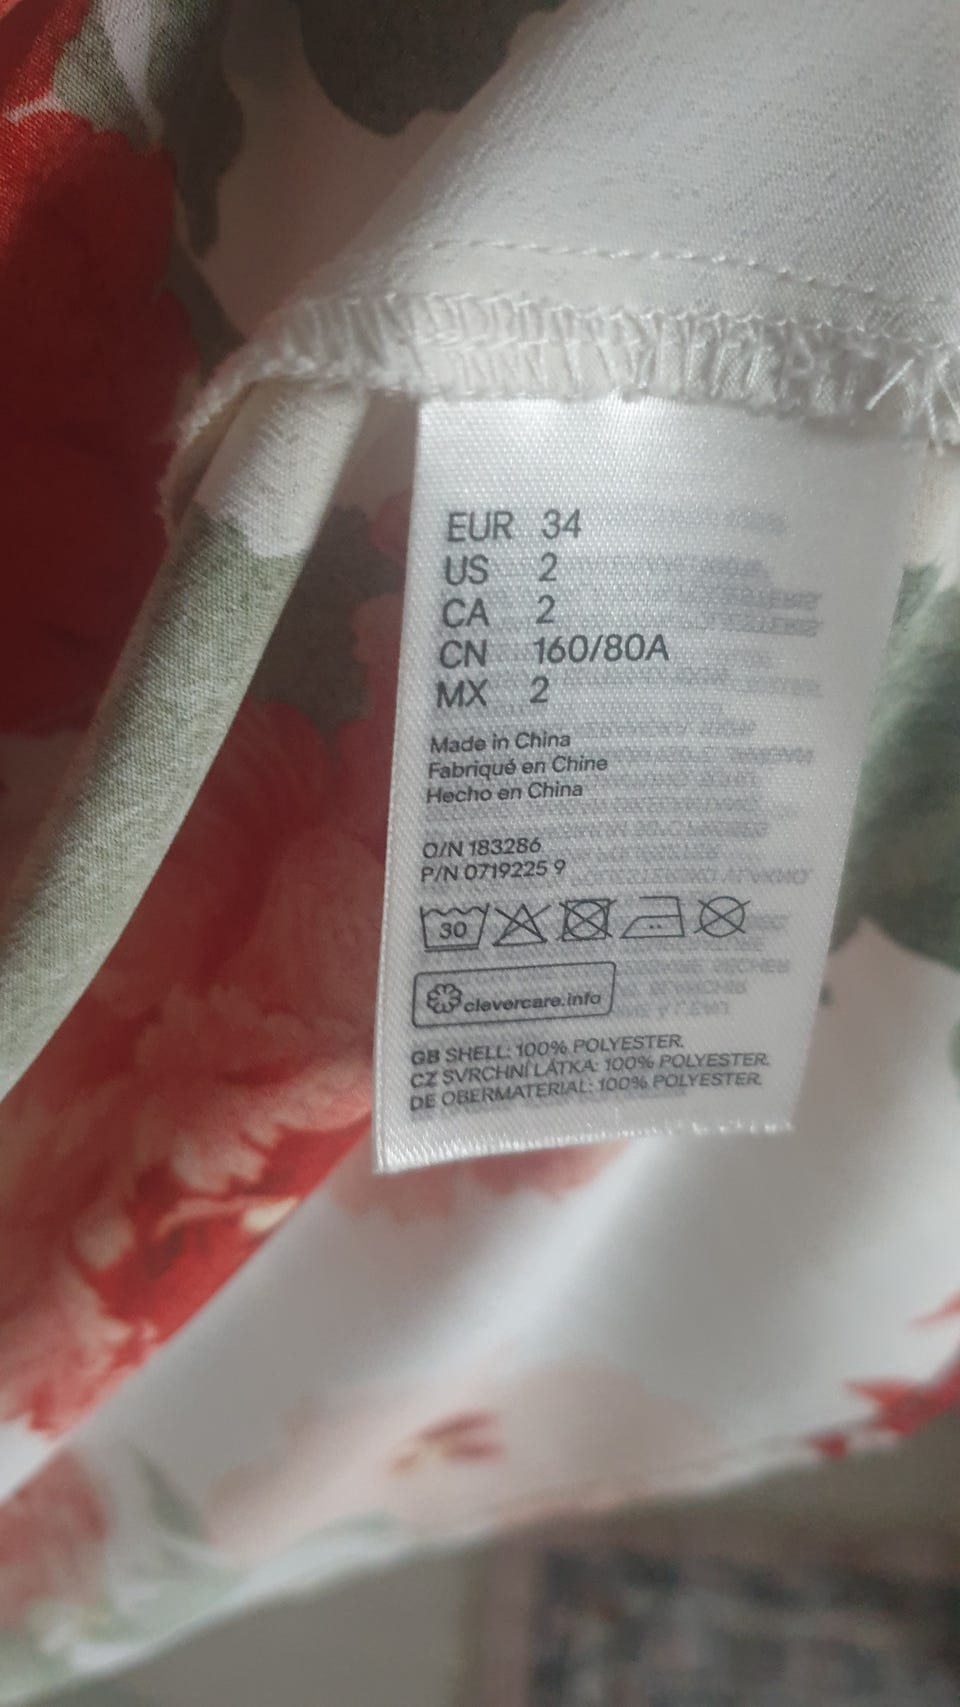 EUR 34
US 2
CA 2
CN 160/80A
MX 2
Made in China
Fabriqué en Chine
Hecho en China
O/N 183286
P/N 0719225 9
30
clevercare.info
GB SHELL: 100% POLYESTER.
CZ SVRCHNÍ LÁTKA: 100% POLYESTER.
DE OBERMATERIAL: 100% POLYESTER.